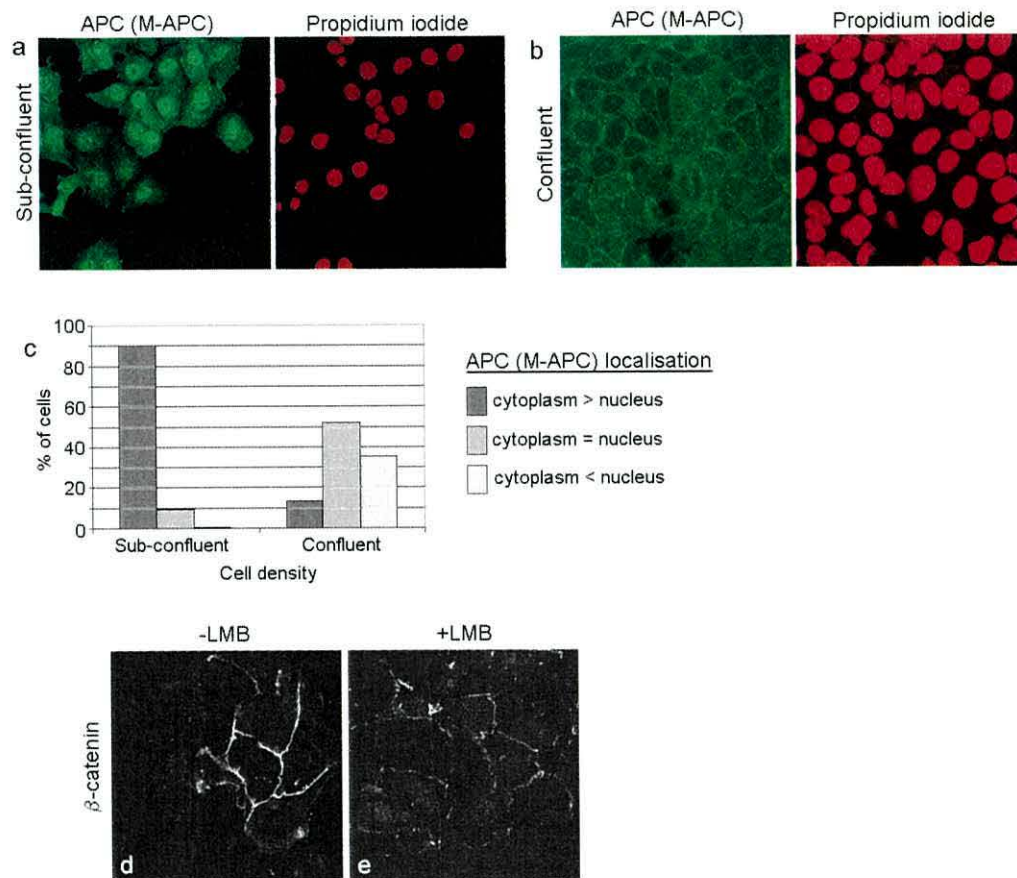 APC (M-APC) Propidium iodide
a
Sub-confluent
APC (M-APC) Propidium iodide
b
Confluent
c
100
80
60
40
20
0
% of cells
Sub-confluent Confluent
Cell density
APC (M-APC) localisation
cytoplasm > nucleus
cytoplasm = nucleus
cytoplasm < nucleus
-LMB +LMB
β-catenin
d e